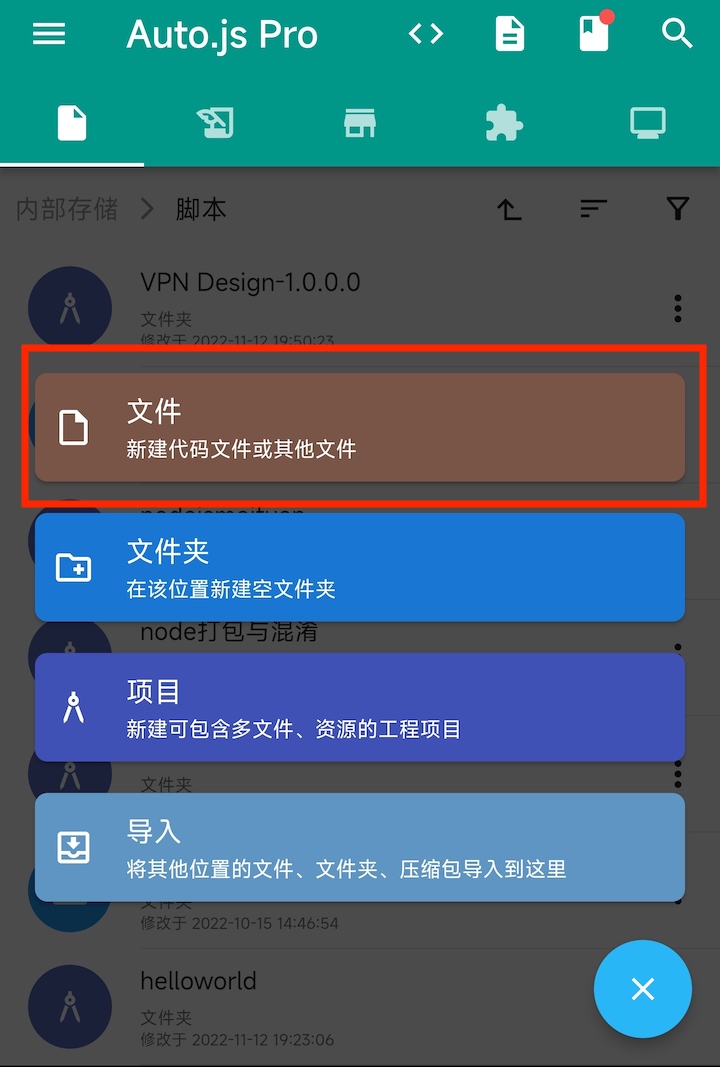 Auto.js Pro
内部存储 脚本
VPN Design-1.0.0.0
文件夹
修改于 2022-11-12 19:50:23
文件
新建代码文件或其他文件
文件夹
在该位置新建空文件夹
node打包与混淆
项目
新建可包含多文件、资源的工程项目
文件夹
导入
将其他位置的文件、文件夹、压缩包导入到这里
文件夹
修改于 2022-10-15 14:46:54
helloworld
文件夹
修改于 2022-11-12 19:23:06